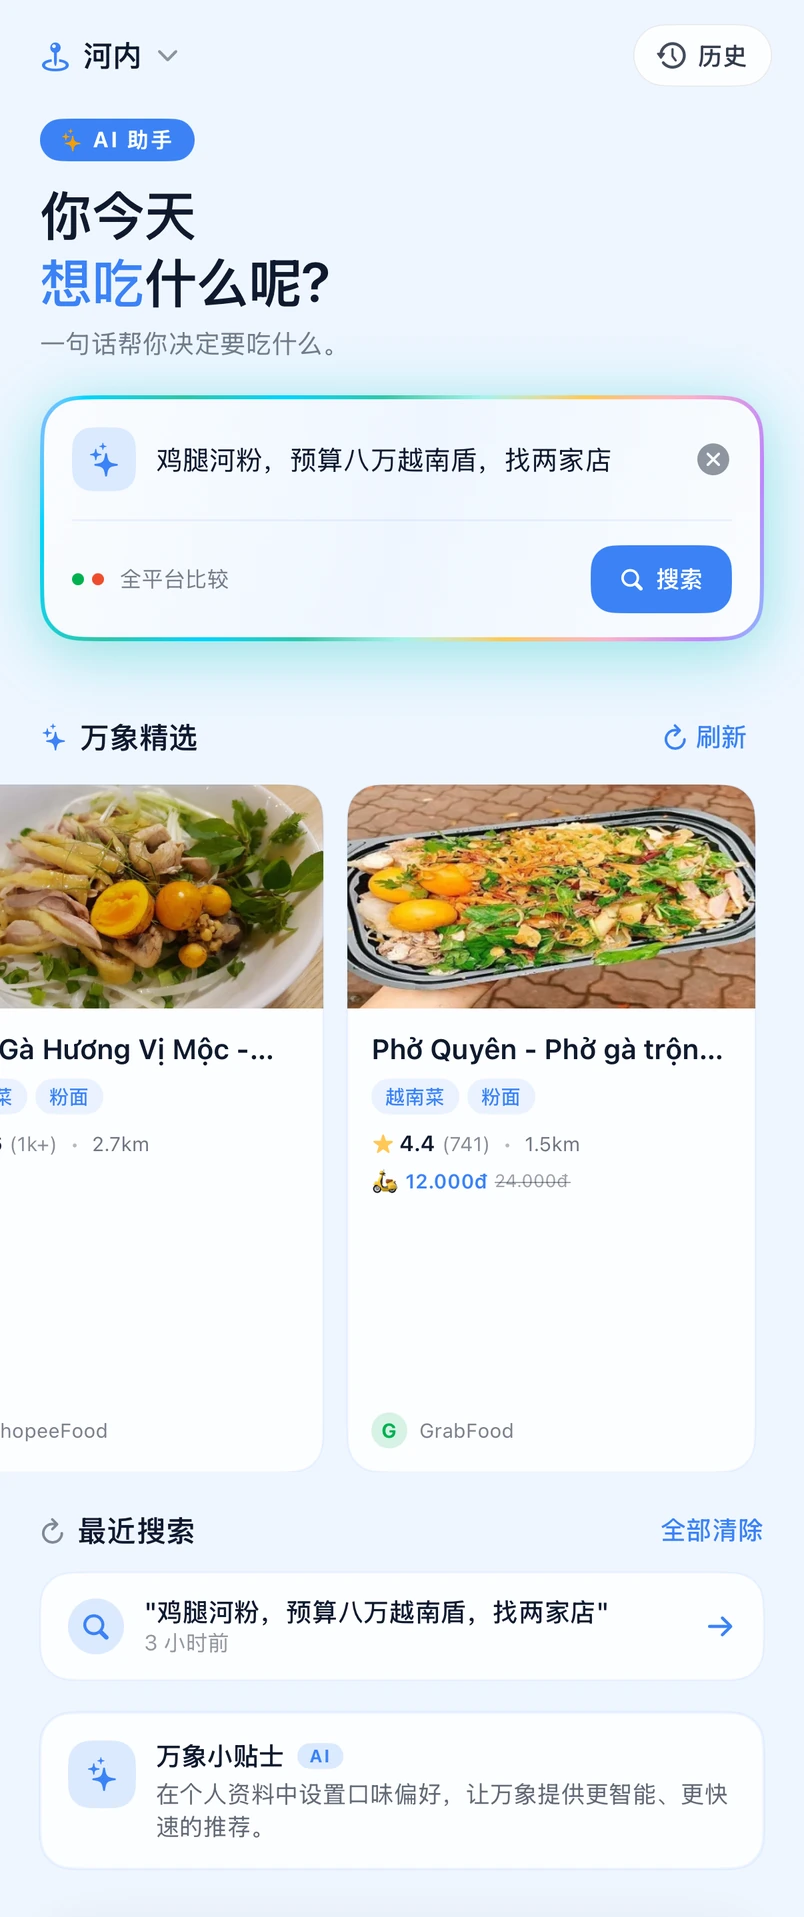 河内
历史
AI 助手
你今天
想吃什么呢?
一句话帮你决定要吃什么。
鸡腿河粉，预算八万越南盾，找两家店
全平台比较
搜索
万象精选
刷新
Gà Hương Vị Mộc -...
菜 粉面
(1k+) • 2.7km
hopeeFood
Phở Quyên - Phở gà trộn...
越南菜 粉面
4.4 (741) • 1.5km
12.000đ 24.000đ
G GrabFood
最近搜索
全部清除
"鸡腿河粉，预算八万越南盾，找两家店"
3 小时前
万象小贴士 AI
在个人资料中设置口味偏好，让万象提供更智能、更快
速的推荐。